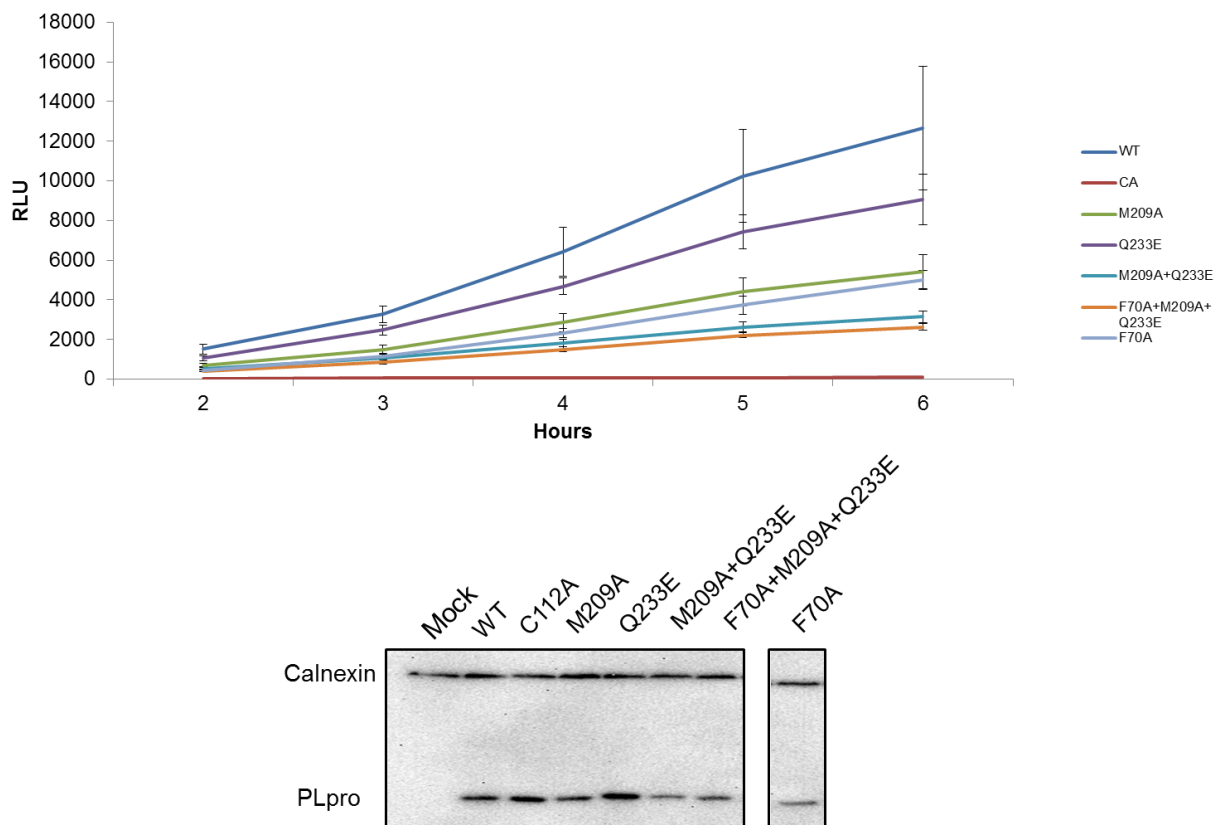 18000
16000
14000
12000
10000
8000
6000
4000
2000
0
RLU
2 3 4 5 6
Hours
WT
CA
M209A
Q233E
M209A+Q233E
F70A+M209A+
Q233E
F70A
Mock
WT
C112A
M209A
Q233E
M209A+Q233E
F70A+M209A+Q233E
F70A
Calnexin
PLpro